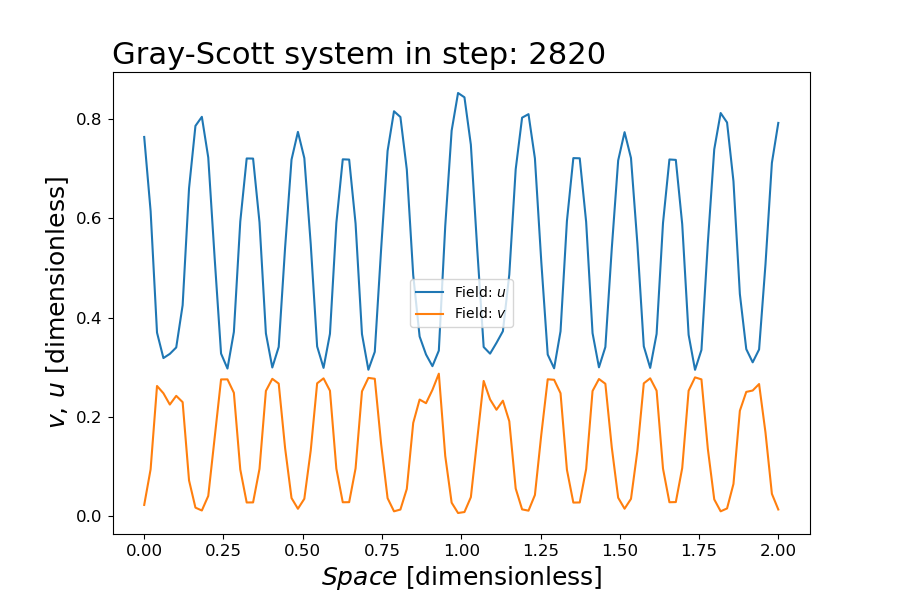 Gray-Scott system in step: 2820
v, u [dimensionless]
0.8
0.6
0.4
0.2
0.0
Field: u
Field: v
0.00 0.25 0.50 0.75 1.00 1.25 1.50 1.75 2.00
Space [dimensionless]